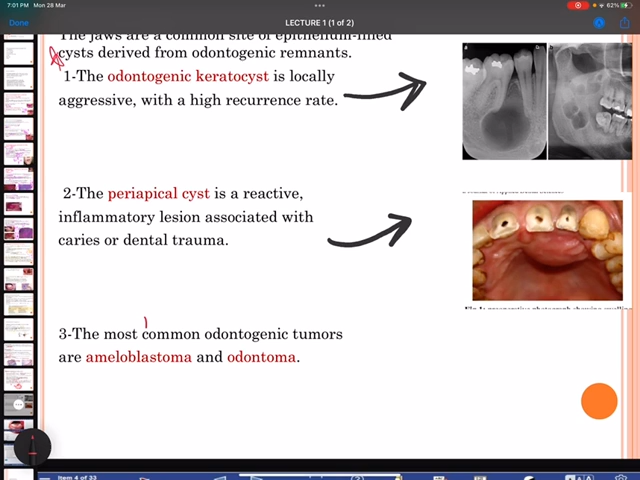 7:01 PM Mon 28 Mar
62%
Done
LECTURE 1 (1 of 2)
The jaws are a common site of epithelium-lined
cysts derived from odontogenic remnants.
1-The odontogenic keratocyst is locally
aggressive, with a high recurrence rate.
2-The periapical cyst is a reactive,
inflammatory lesion associated with
caries or dental trauma.
3-The most common odontogenic tumors
are ameloblastoma and odontoma.
Item 4 of 33